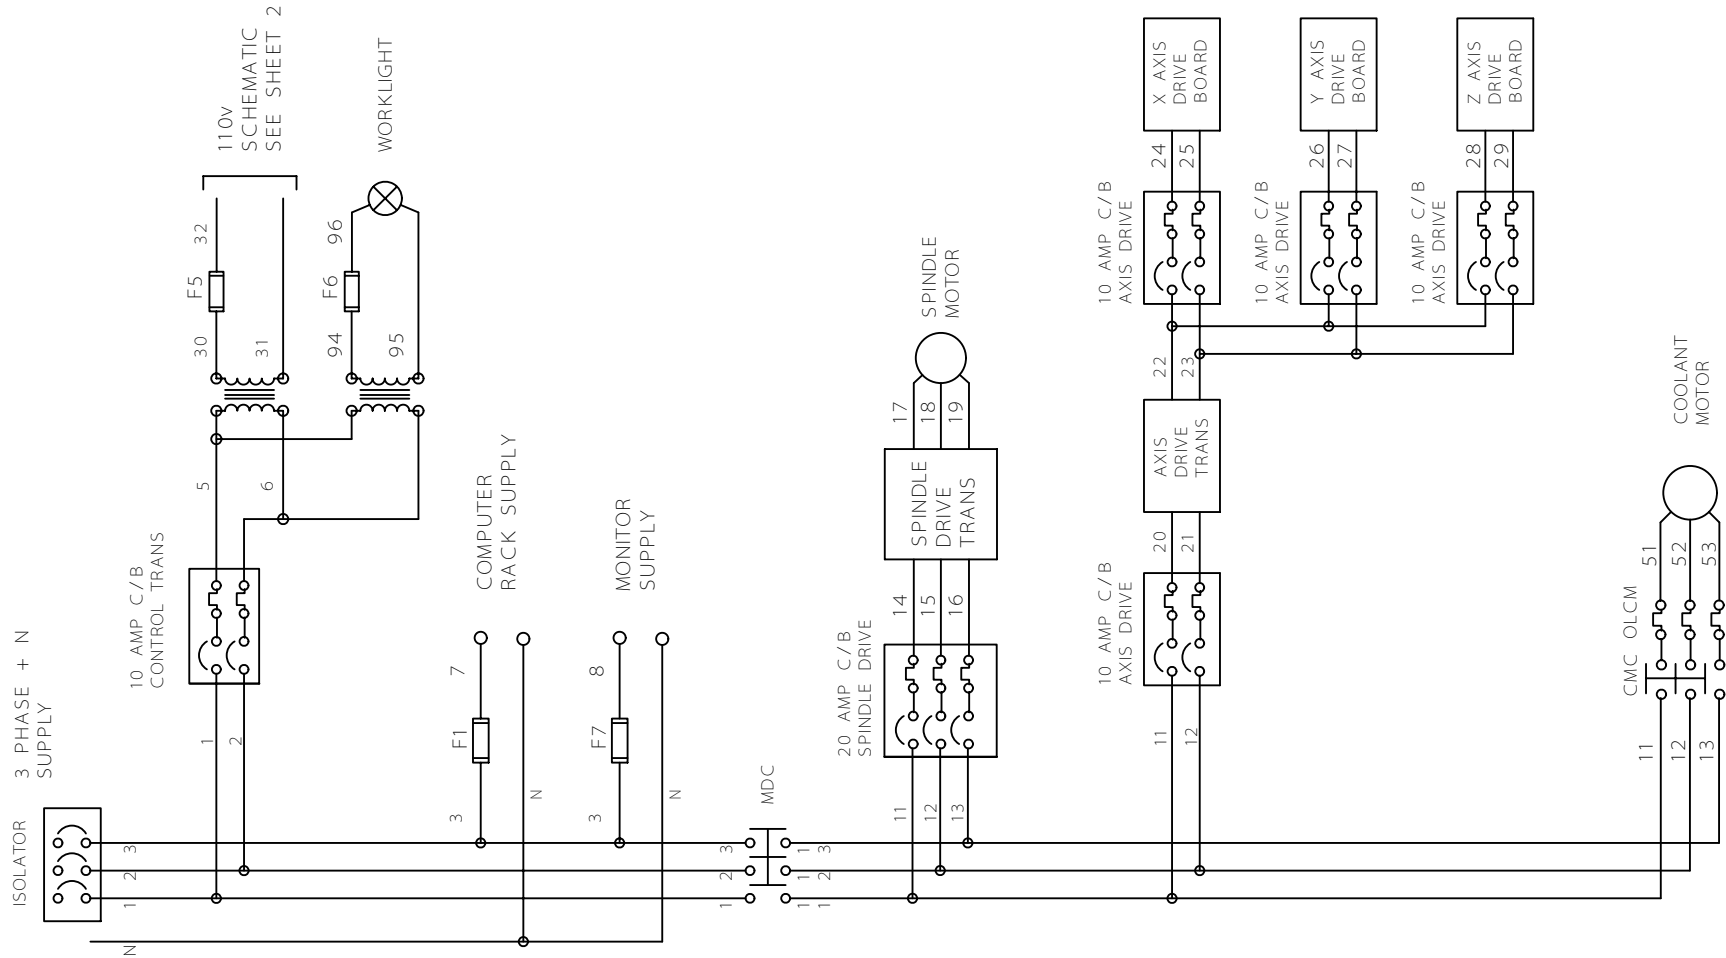 ISOLATOR
3 PHASE + N
SUPPLY
N
1
2
3
1
2
10 AMP C/B
CONTROL TRANS
5
6
30
31
F5
32
110v
SCHEMATIC
SEE SHEET 2
94
95
F6
96
WORKLIGHT
3
F1
7
N
COMPUTER
RACK SUPPLY
3
F7
8
N
MONITOR
SUPPLY
MDC
1
2
3
11
12
13
11
12
13
20 AMP C/B
SPINDLE DRIVE
14
15
16
SPINDLE
DRIVE
TRANS
17
18
19
SPINDLE
MOTOR
11
12
10 AMP C/B
AXIS DRIVE
20
21
AXIS
DRIVE
TRANS
22
23
10 AMP C/B
AXIS DRIVE
24
25
X AXIS
DRIVE
BOARD
10 AMP C/B
AXIS DRIVE
26
27
Y AXIS
DRIVE
BOARD
10 AMP C/B
AXIS DRIVE
28
29
Z AXIS
DRIVE
BOARD
11
12
13
CMC OLCM
51
52
53
COOLANT
MOTOR